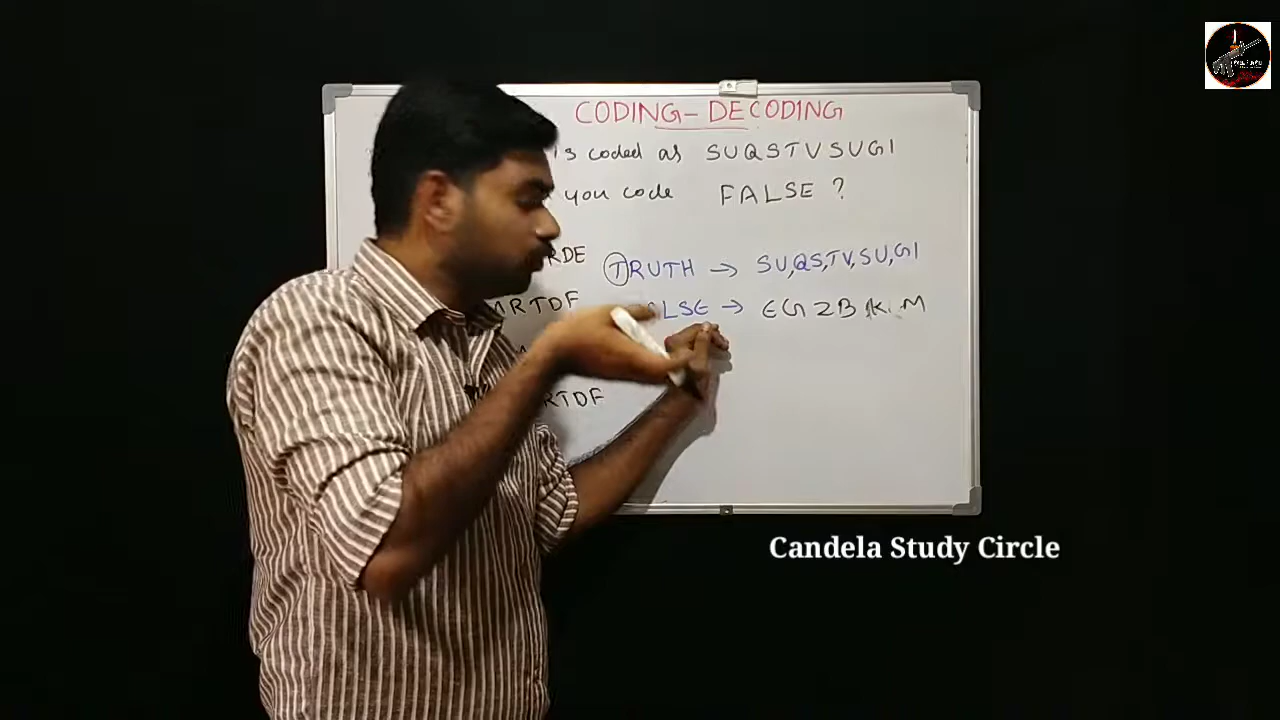 CODING-DECODING
is coded as SUQSTVSUGI
you code FALSE ?
RDE
TRUTH → SU,QS,TV,SU,GI
MRTDF
LSE → EGZBKM
RTDF
Candela Study Circle